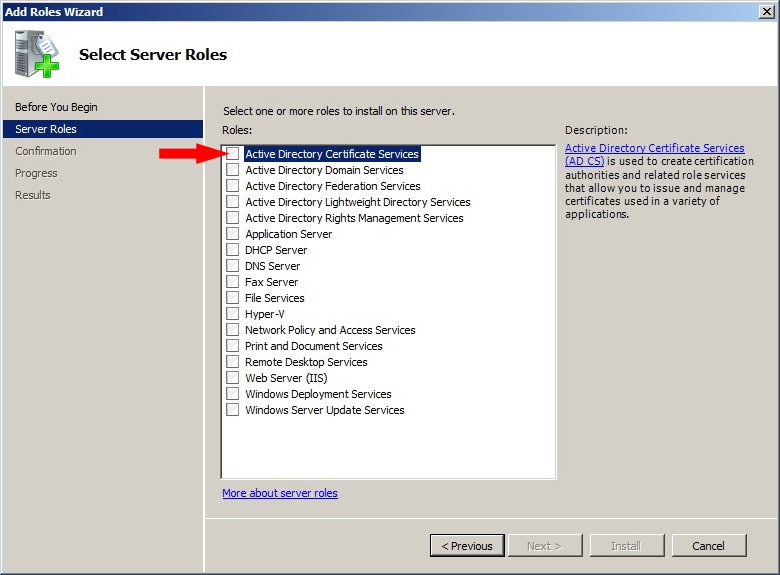 Add Roles Wizard
Select Server Roles
Before You Begin
Server Roles
Confirmation
Progress
Results
Select one or more roles to install on this server.
Roles:
Active Directory Certificate Services
Active Directory Domain Services
Active Directory Federation Services
Active Directory Lightweight Directory Services
Active Directory Rights Management Services
Application Server
DHCP Server
DNS Server
Fax Server
File Services
Hyper-V
Network Policy and Access Services
Print and Document Services
Remote Desktop Services
Web Server (IIS)
Windows Deployment Services
Windows Server Update Services
More about server roles
Description:
Active Directory Certificate Services
(AD CS) is used to create certification
authorities and related role services
that allow you to issue and manage
certificates used in a variety of
applications.
< Previous
Next >
Install
Cancel